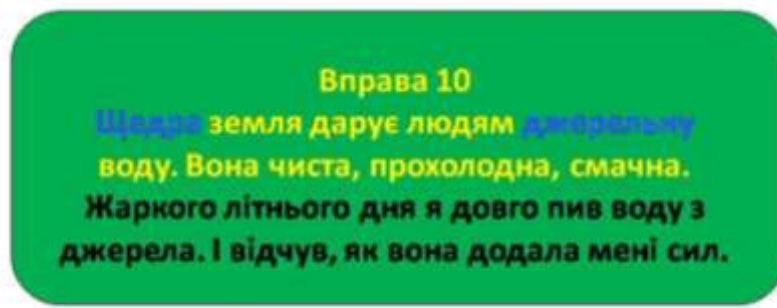 Вправа 10
Щедра земля дарує людям джерельну
воду. Вона чиста, прохолодна, смачна.
Жаркого літнього дня я довго пив воду з
джерела. І відчув, як вона додала мені сил.